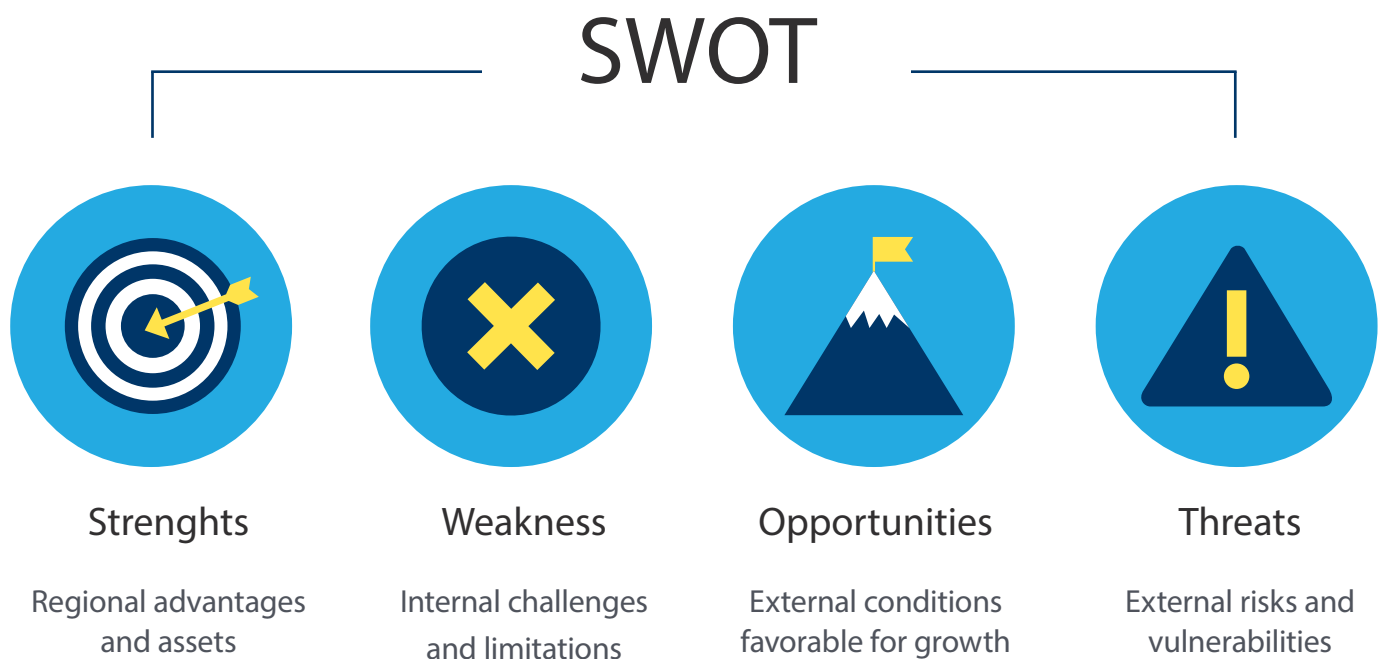 SWOT
Strenghts
Regional advantages
and assets
Weakness
Internal challenges
and limitations
Opportunities
External conditions
favorable for growth
Threats
External risks and
vulnerabilities